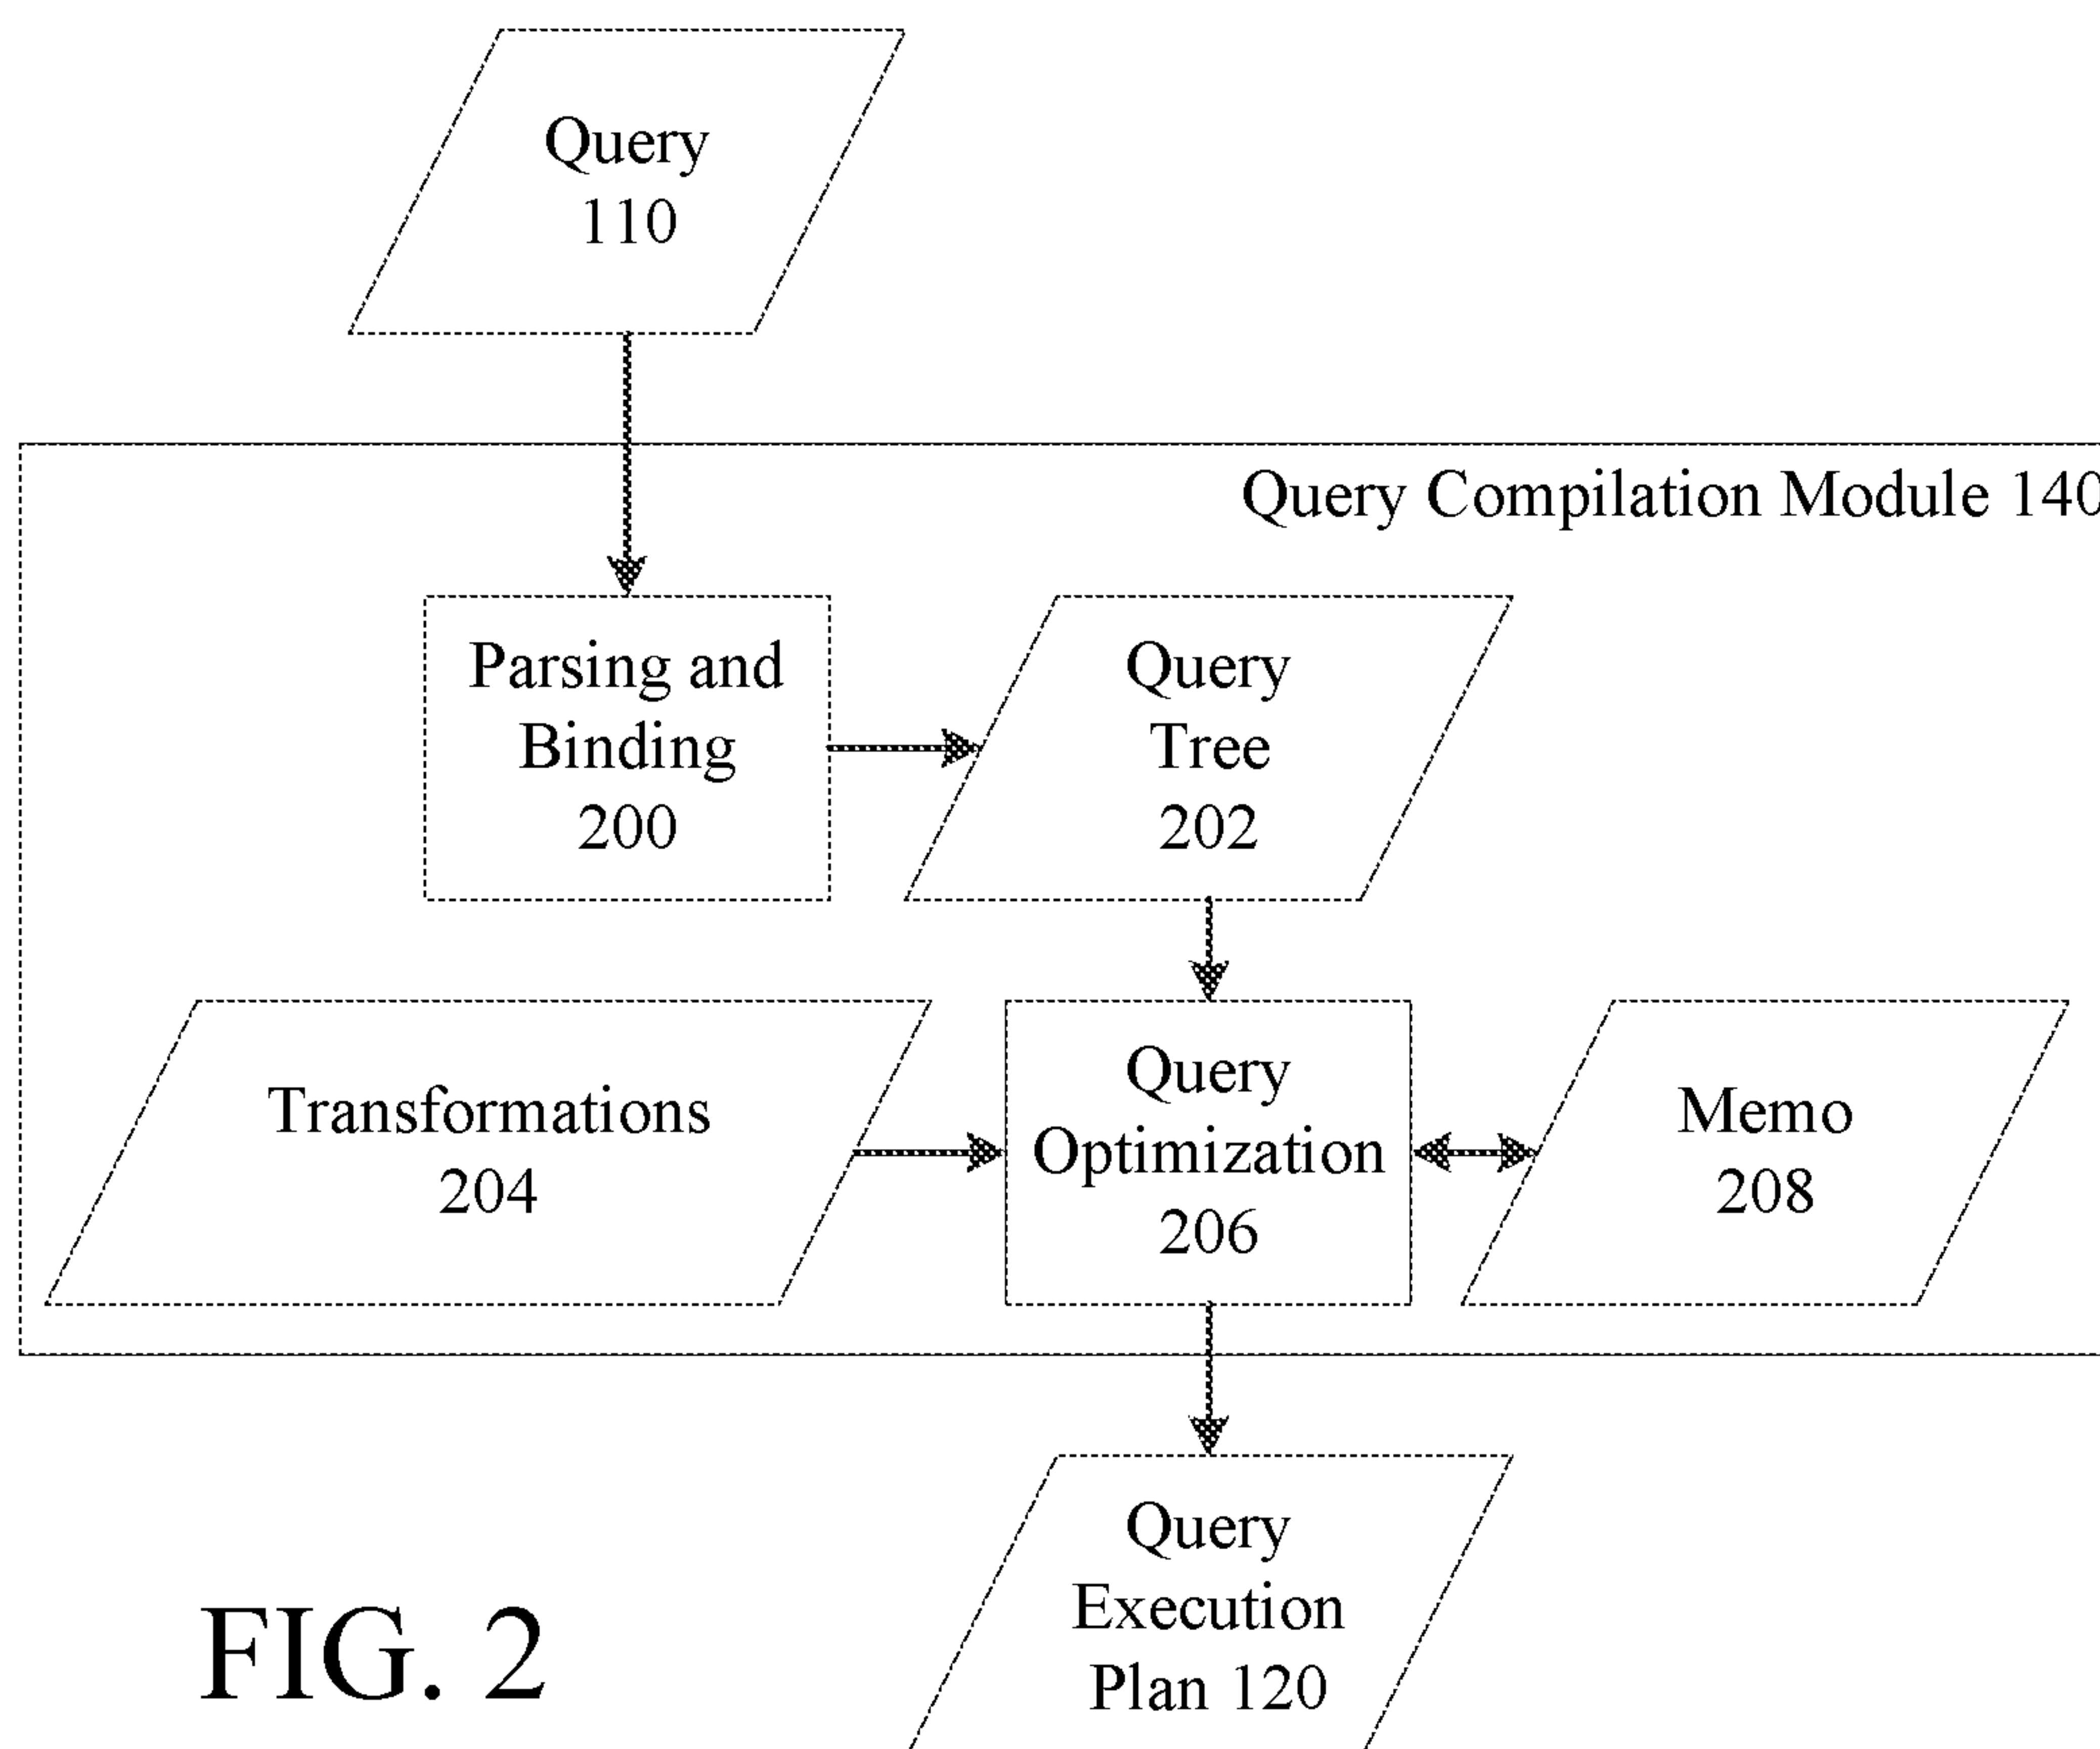 Query
110
Query Compilation Module 140
Parsing and
Binding
200
Query
Tree
202
Transformations
204
Query
Optimization
206
Memo
208
Query
Execution
Plan 120
FIG. 2